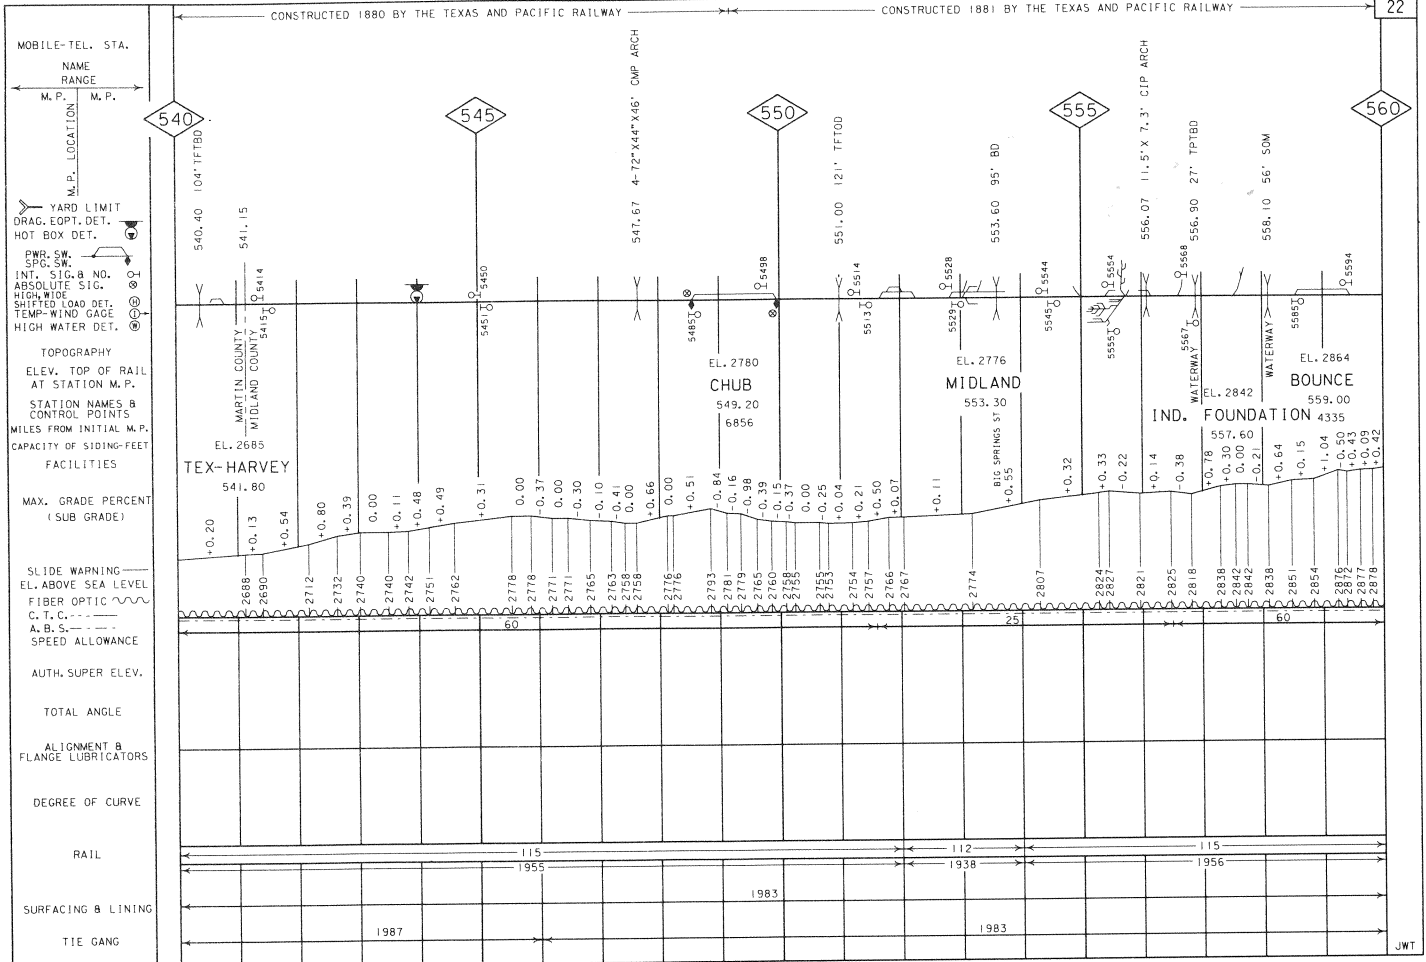 CONSTRUCTED 1880 BY THE TEXAS AND PACIFIC RAILWAY
CONSTRUCTED 1881 BY THE TEXAS AND PACIFIC RAILWAY
22
MOBILE-TEL. STA.
NAME
RANGE
M.P. M.P.
M.P. LOCATION
YARD LIMIT
DRAG. EQPT. DET.
HOT BOX DET.
PWR. SW.
SPG. SW.
INT. SIG. & NO.
ABSOLUTE SIG.
HIGH, WIDE
SHIFTED LOAD DET. H
TEMP-WIND GAGE I
HIGH WATER DET. W
TOPOGRAPHY
ELEV. TOP OF RAIL
AT STATION M.P.
STATION NAMES &
CONTROL POINTS
MILES FROM INITIAL M.P.
CAPACITY OF SIDING-FEET
FACILITIES
MAX. GRADE PERCENT
(SUB GRADE)
SLIDE WARNING
EL. ABOVE SEA LEVEL
FIBER OPTIC
C.T.C.
A.B.S.
SPEED ALLOWANCE
AUTH. SUPER ELEV.
TOTAL ANGLE
ALIGNMENT &
FLANGE LUBRICATORS
DEGREE OF CURVE
RAIL
SURFACING & LINING
TIE GANG
540
545
550
555
560
540.40 104' TFTBD
541.15
547.67 4-72"X44"X46' CMP ARCH
551.00 121' TFTOD
553.60 95' BD
556.07 11.5'X 7.3' CIP ARCH
556.90 27' TPTBD
558.10 56' SOM
MARTIN COUNTY
MIDLAND COUNTY
5414
5415
5450
5451
5485
5498
5514
5513
5528
5529
5544
5545
5554
5555
5568
5567
5594
5585
WATERWAY
WATERWAY
BIG SPRINGS ST
EL. 2685
TEX-HARVEY
541.80
EL. 2780
CHUB
549.20
6856
EL. 2776
MIDLAND
553.30
EL. 2842
IND. FOUNDATION
557.60
EL. 2864
BOUNCE
559.00
4335
+0.20 +0.13 +0.54 +0.80 +0.39 0.00 +0.11 +0.48 +0.49 +0.31 0.00 -0.37 0.00 -0.30 -0.10 -0.41 0.00 +0.66 0.00 +0.51 -0.84 -0.16 -0.98 -0.39 -0.15 -0.37 0.00 -0.25 +0.04 +0.21 +0.50 +0.07 +0.11 +0.55 +0.32 +0.33 -0.22 +0.14 -0.38 +0.78 +0.30 0.00 -0.21 +0.64 +0.15 +1.04 -0.50 +0.43 +0.09 +0.42
2688 2690 2712 2732 2740 2740 2742 2751 2762 2778 2778 2771 2771 2765 2763 2758 2758 2776 2776 2793 2781 2779 2765 2760 2758 2755 2755 2753 2754 2757 2766 2767 2774 2807 2824 2827 2821 2825 2818 2838 2842 2842 2838 2851 2854 2876 2872 2877 2878
60 25 60
115 112 115
1955 1938 1956
1983
1987 1983
JWT